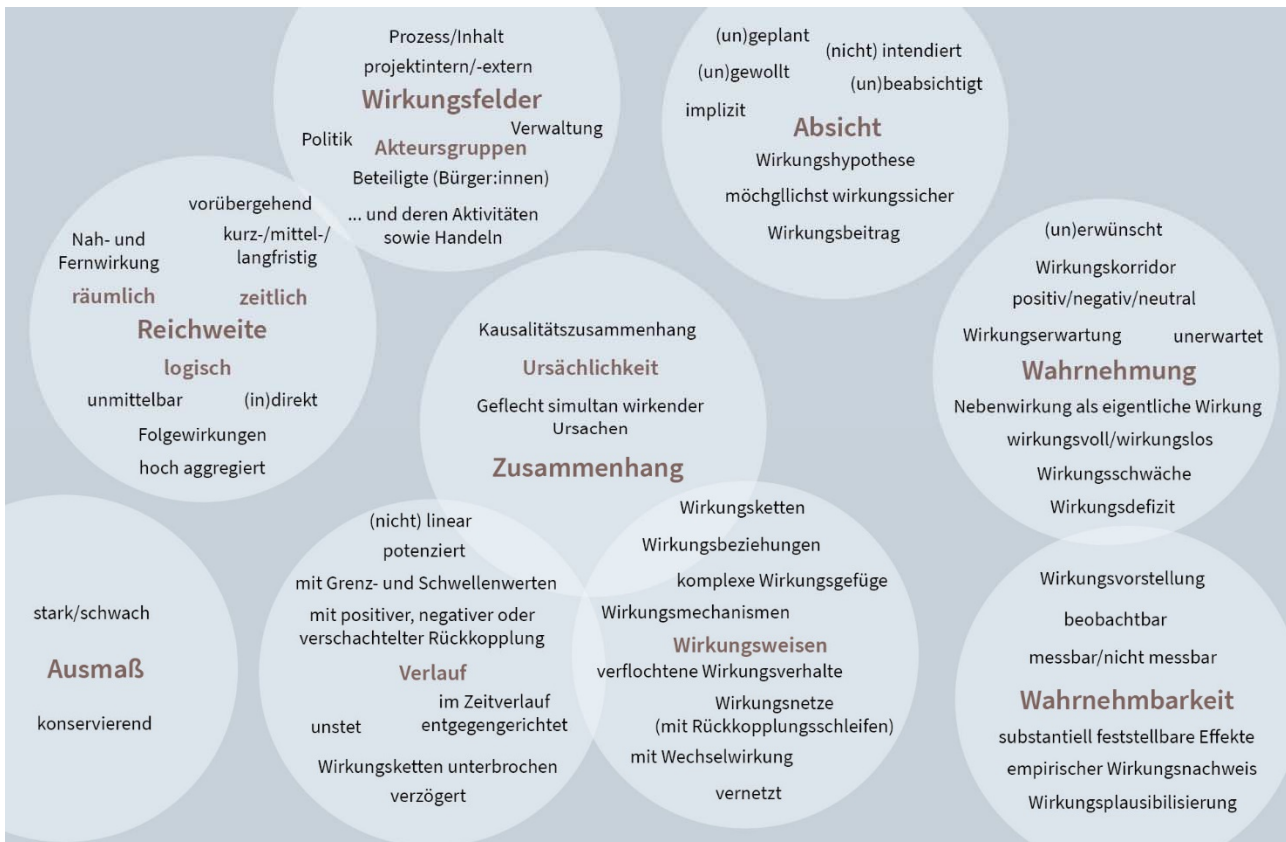 Prozess/Inhalt
projektintern/-extern
Wirkungsfelder
Politik
Verwaltung
Akteursgruppen
Beteiligte (Bürger:innen)
... und deren Aktivitäten
sowie Handeln
(un)geplant
(nicht) intendiert
(un)gewollt
(un)beabsichtigt
implizit
Absicht
Wirkungshypothese
möchgllichst wirkungssicher
Wirkungsbeitrag
vorübergehend
Nah- und
Fernwirkung
kurz-/mittel-/
langfristig
räumlich
zeitlich
Reichweite
logisch
unmittelbar
(in)direkt
Folgewirkungen
hoch aggregiert
Kausalitätszusammenhang
Ursächlichkeit
Geflecht simultan wirkender
Ursachen
Zusammenhang
(un)erwünscht
Wirkungskorridor
positiv/negativ/neutral
Wirkungserwartung
unerwartet
Wahrnehmung
Nebenwirkung als eigentliche Wirkung
wirkungsvoll/wirkungslos
Wirkungsschwäche
Wirkungsdefizit
stark/schwach
Ausmaß
konservierend
(nicht) linear
potenziert
mit Grenz- und Schwellenwerten
mit positiver, negativer oder
verschachtelter Rückkopplung
Verlauf
unstet
im Zeitverlauf
entgegengerichtet
Wirkungsketten unterbrochen
verzögert
Wirkungsketten
Wirkungsbeziehungen
komplexe Wirkungsgefüge
Wirkungsmechanismen
Wirkungsweisen
verflochtene Wirkungsverhalte
Wirkungsnetze
(mit Rückkopplungsschleifen)
mit Wechselwirkung
vernetzt
Wirkungsvorstellung
beobachtbar
messbar/nicht messbar
Wahrnehmbarkeit
substantiell feststellbare Effekte
empirischer Wirkungsnachweis
Wirkungsplausibilisierung